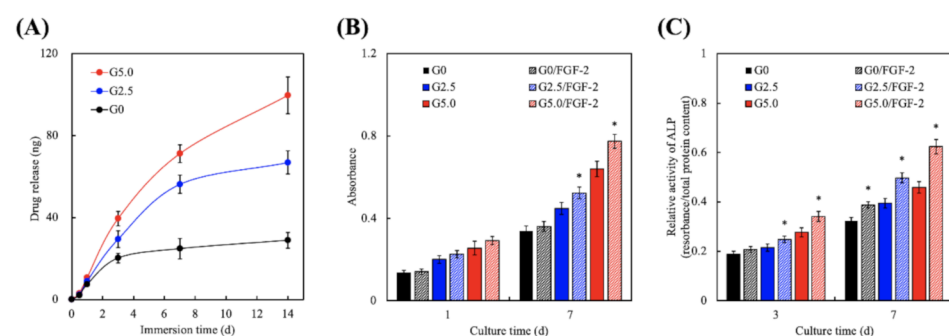 (A)
120
80
40
0
Drug release (ng)
G5.0
G2.5
G0
0 2 4 6 8 10 12 14
Immersion time (d)
(B)
1.2
0.8
0.4
0
Absorbance
G0 G0/FGF-2
G2.5 G2.5/FGF-2
G5.0 G5.0/FGF-2
* *
1 7
Culture time (d)
(C)
1
0.8
0.6
0.4
0.2
0
Relative activity of ALP
(absorbance/total protein content)
G0 G0/FGF-2
G2.5 G2.5/FGF-2
G5.0 G5.0/FGF-2
* * * * *
3 7
Culture time (d)